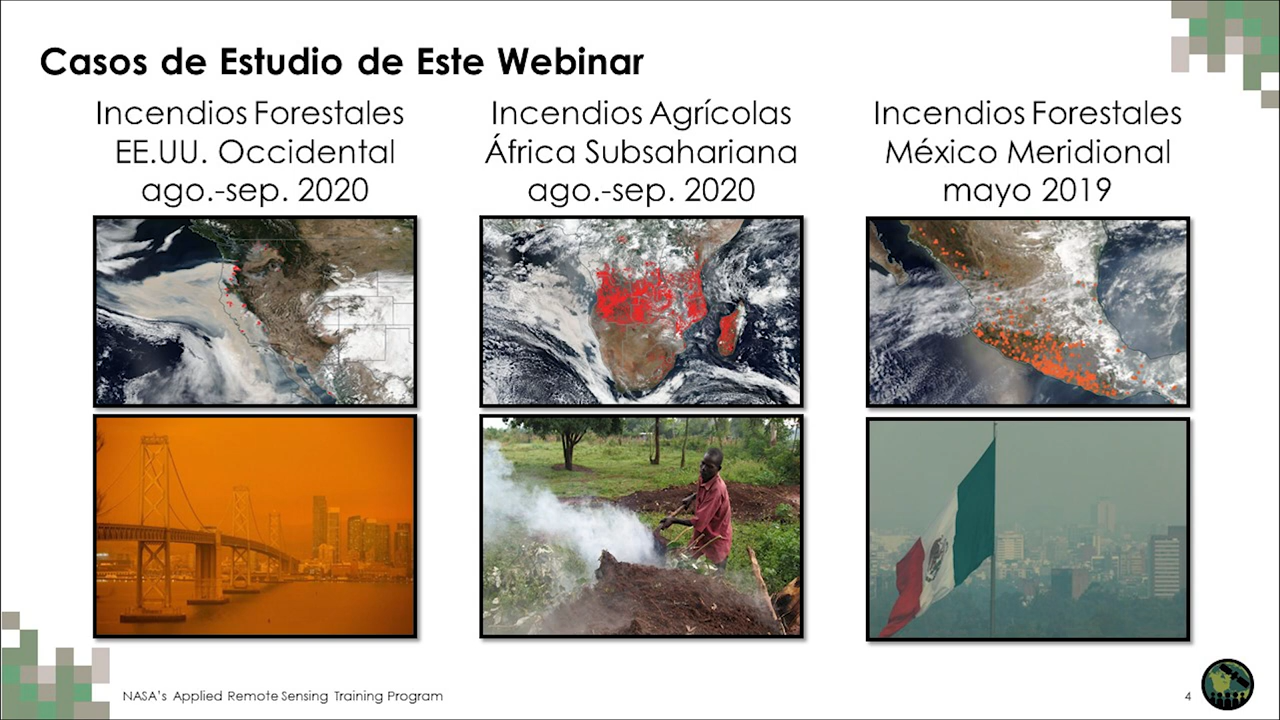 Casos de Estudio de Este Webinar
Incendios Forestales
EE.UU. Occidental
ago.-sep. 2020
Incendios Agrícolas
África Subsahariana
ago.-sep. 2020
Incendios Forestales
México Meridional
mayo 2019
NASA's Applied Remote Sensing Training Program
4